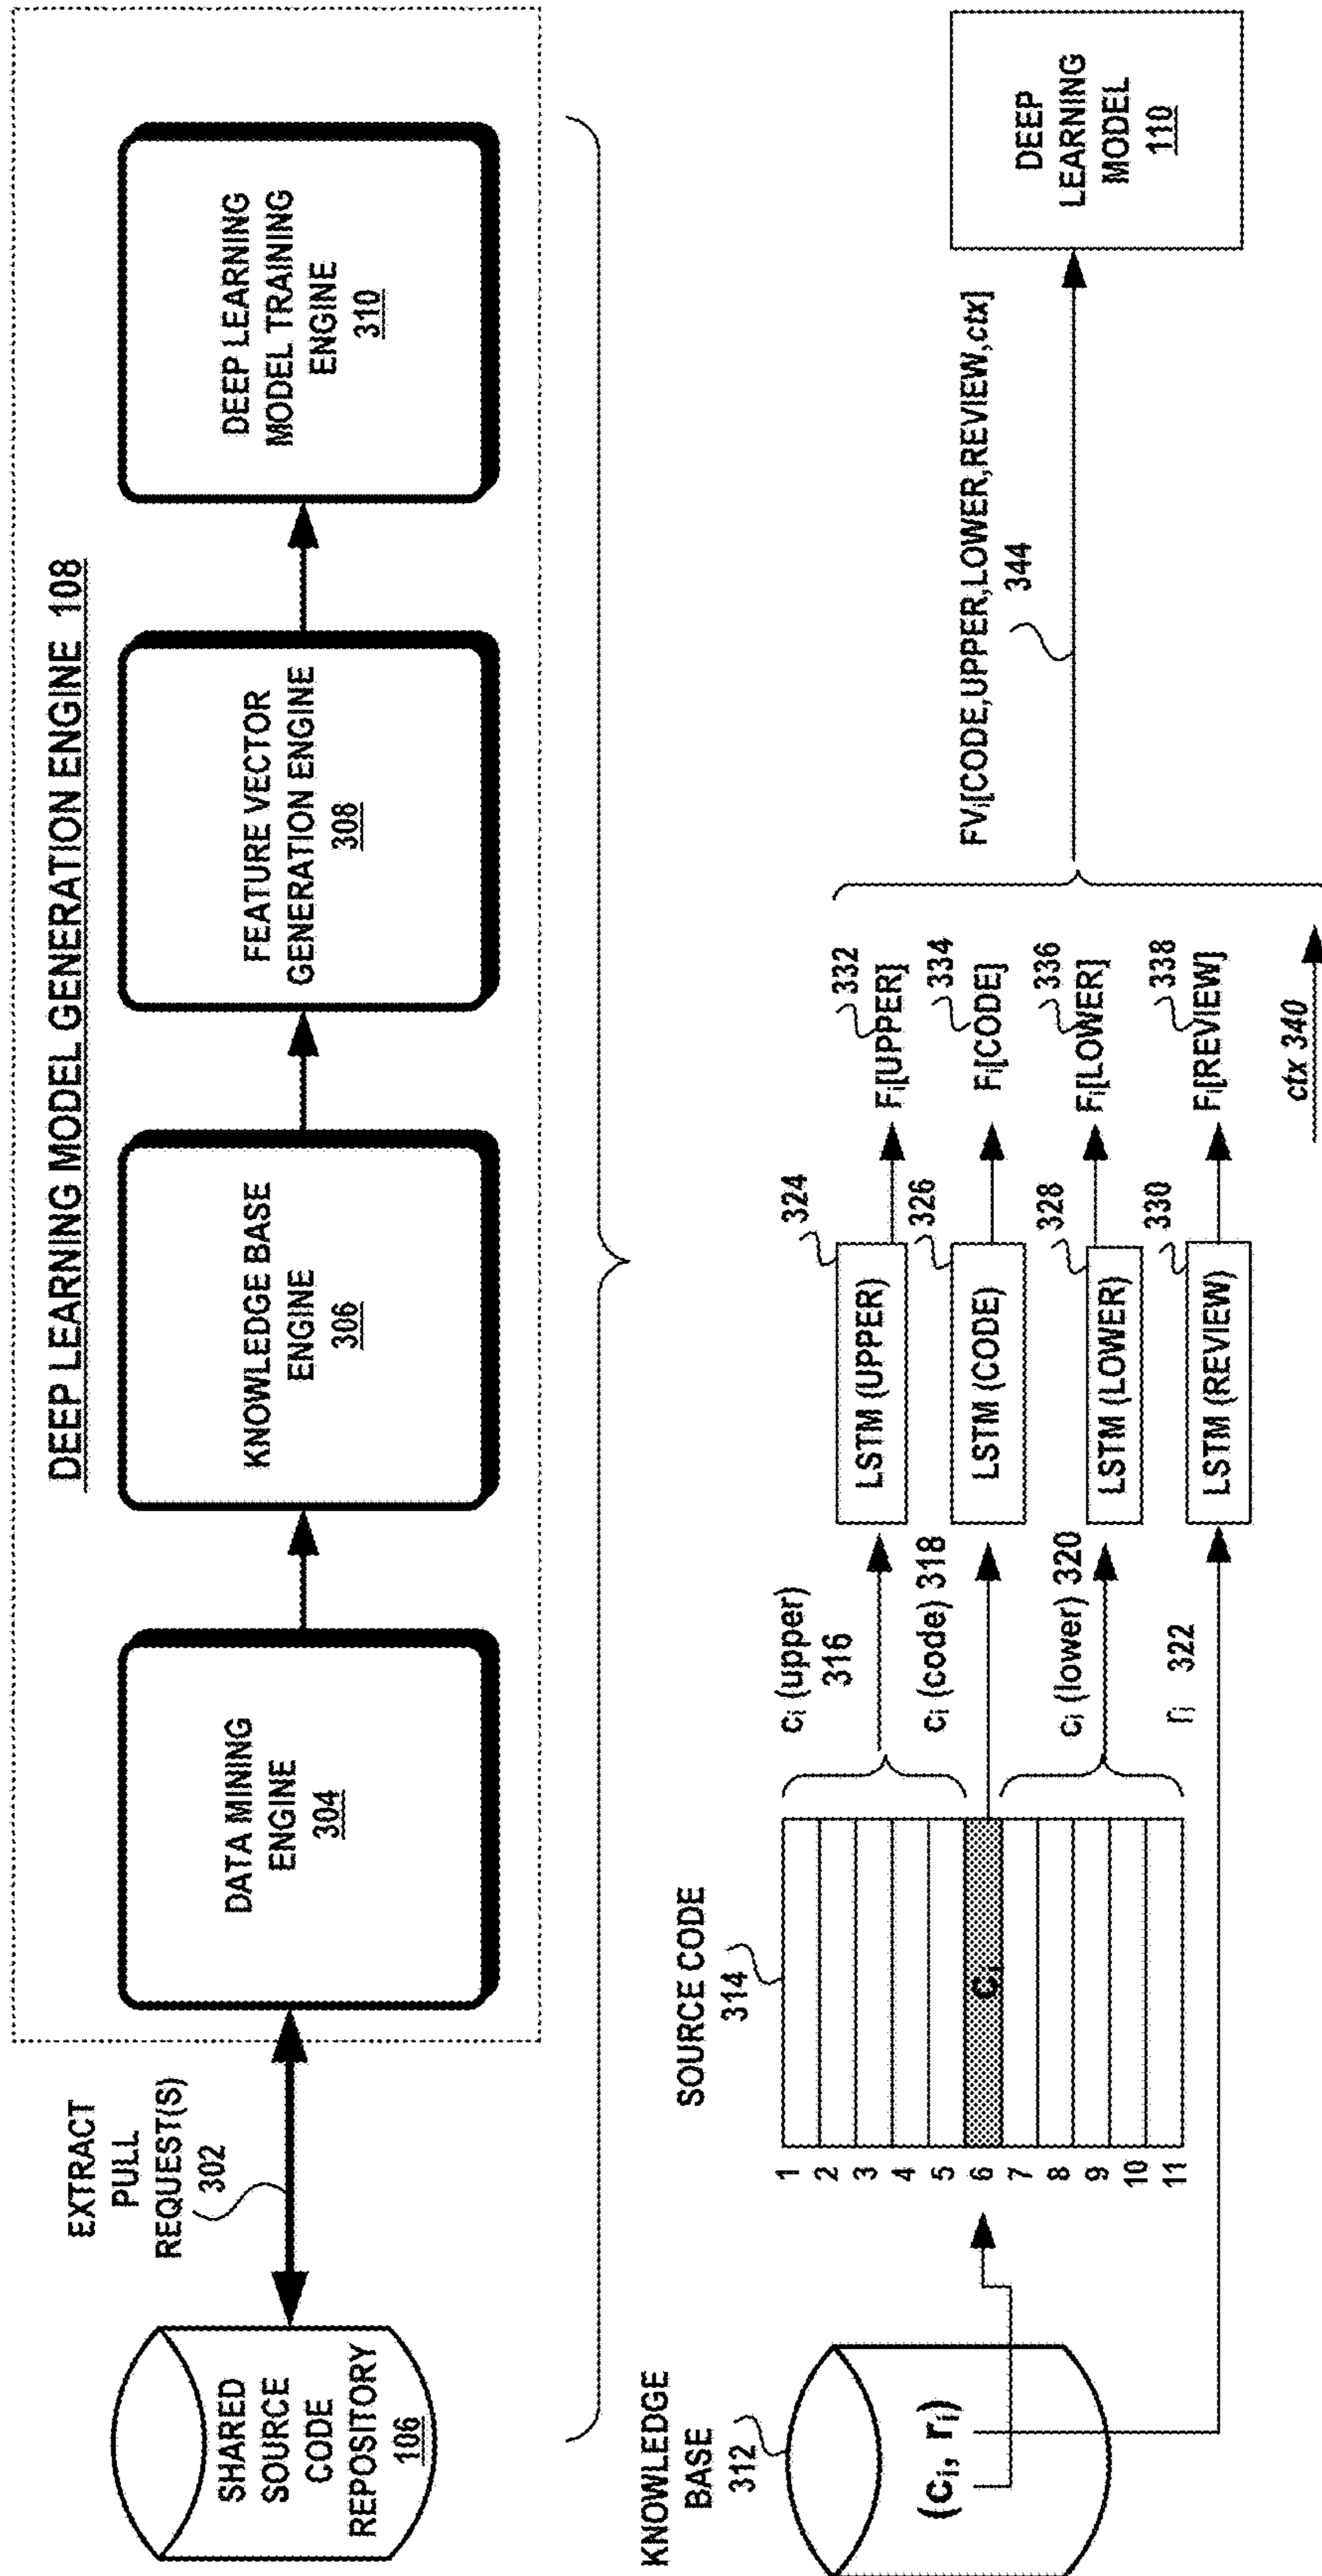 DEEP LEARNING MODEL GENERATION ENGINE 108
EXTRACT
PULL
REQUEST(S)
302
SHARED
SOURCE
CODE
REPOSITORY
106
DATA MINING
ENGINE
304
KNOWLEDGE BASE
ENGINE
306
FEATURE VECTOR
GENERATION ENGINE
308
DEEP LEARNING
MODEL TRAINING
ENGINE
310
KNOWLEDGE
BASE
312
(cᵢ, rᵢ)
SOURCE CODE
314
1
2
3
4
5
6
7
8
9
10
11
cᵢ
cᵢ (upper)
316
cᵢ (code) 318
cᵢ (lower) 320
rᵢ 322
324
LSTM (UPPER)
326
LSTM (CODE)
328
LSTM (LOWER)
330
LSTM (REVIEW)
332
Fᵢ[UPPER]
334
Fᵢ[CODE]
336
Fᵢ[LOWER]
338
Fᵢ[REVIEW]
ctx 340
FVᵢ[CODE,UPPER,LOWER,REVIEW,ctx]
344
DEEP
LEARNING
MODEL
110